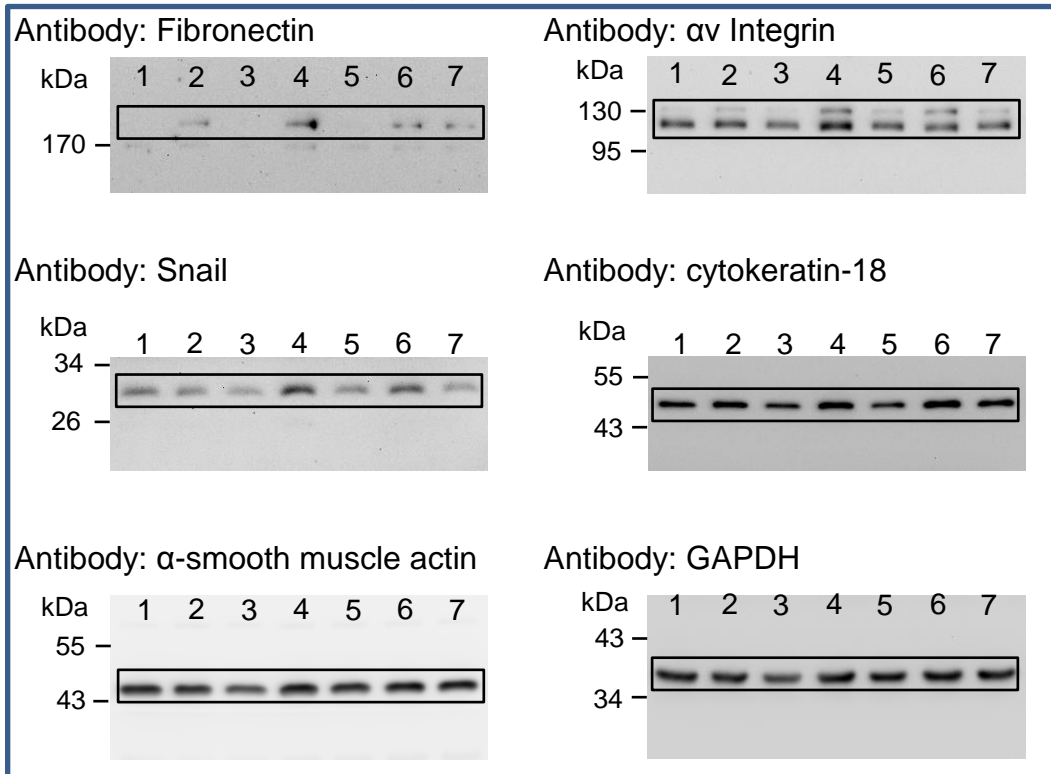 Antibody: Fibronectin
kDa
1 2 3 4 5 6 7
170
Antibody: αv Integrin
kDa
1 2 3 4 5 6 7
130
95
Antibody: Snail
kDa
1 2 3 4 5 6 7
34
26
Antibody: cytokeratin-18
kDa
1 2 3 4 5 6 7
55
43
Antibody: α-smooth muscle actin
kDa
1 2 3 4 5 6 7
55
43
Antibody: GAPDH
kDa
1 2 3 4 5 6 7
43
34